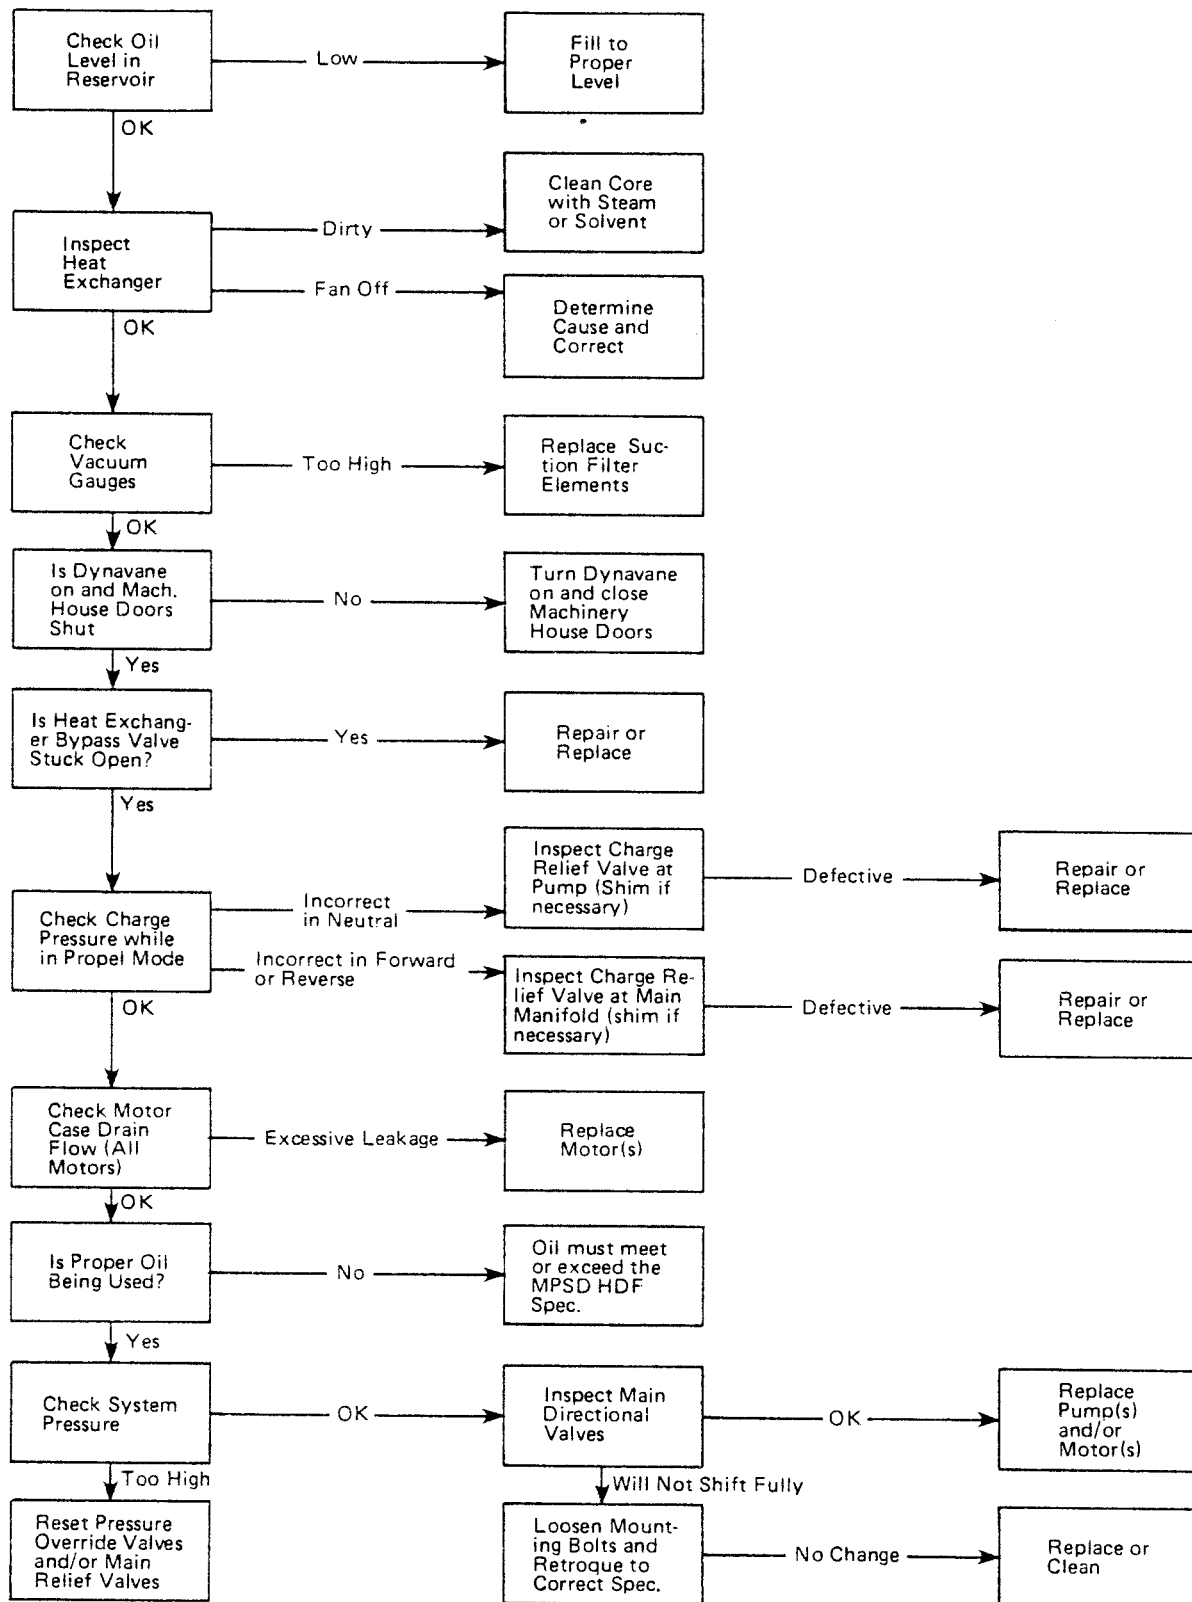 Check Oil
Level in
Reservoir
Low
Fill to
Proper
Level
OK
Inspect
Heat
Exchanger
Dirty
Clean Core
with Steam
or Solvent
Fan Off
Determine
Cause and
Correct
OK
Check
Vacuum
Gauges
Too High
Replace Suc-
tion Filter
Elements
OK
Is Dynavane
on and Mach.
House Doors
Shut
No
Turn Dynavane
on and close
Machinery
House Doors
Yes
Is Heat Exchang-
er Bypass Valve
Stuck Open?
Yes
Repair or
Replace
Yes
Check Charge
Pressure while
in Propel Mode
Incorrect
in Neutral
Inspect Charge
Relief Valve at
Pump (Shim if
necessary)
Defective
Repair or
Replace
Incorrect in Forward
or Reverse
Inspect Charge Re-
lief Valve at Main
Manifold (shim if
necessary)
Defective
Repair or
Replace
OK
Check Motor
Case Drain
Flow (All
Motors)
Excessive Leakage
Replace
Motor(s)
OK
Is Proper Oil
Being Used?
No
Oil must meet
or exceed the
MPSD HDF
Spec.
Yes
Check System
Pressure
OK
Inspect Main
Directional
Valves
OK
Replace
Pump(s)
and/or
Motor(s)
Too High
Will Not Shift Fully
Reset Pressure
Override Valves
and/or Main
Relief Valves
Loosen Mount-
ing Bolts and
Retroque to
Correct Spec.
No Change
Replace or
Clean